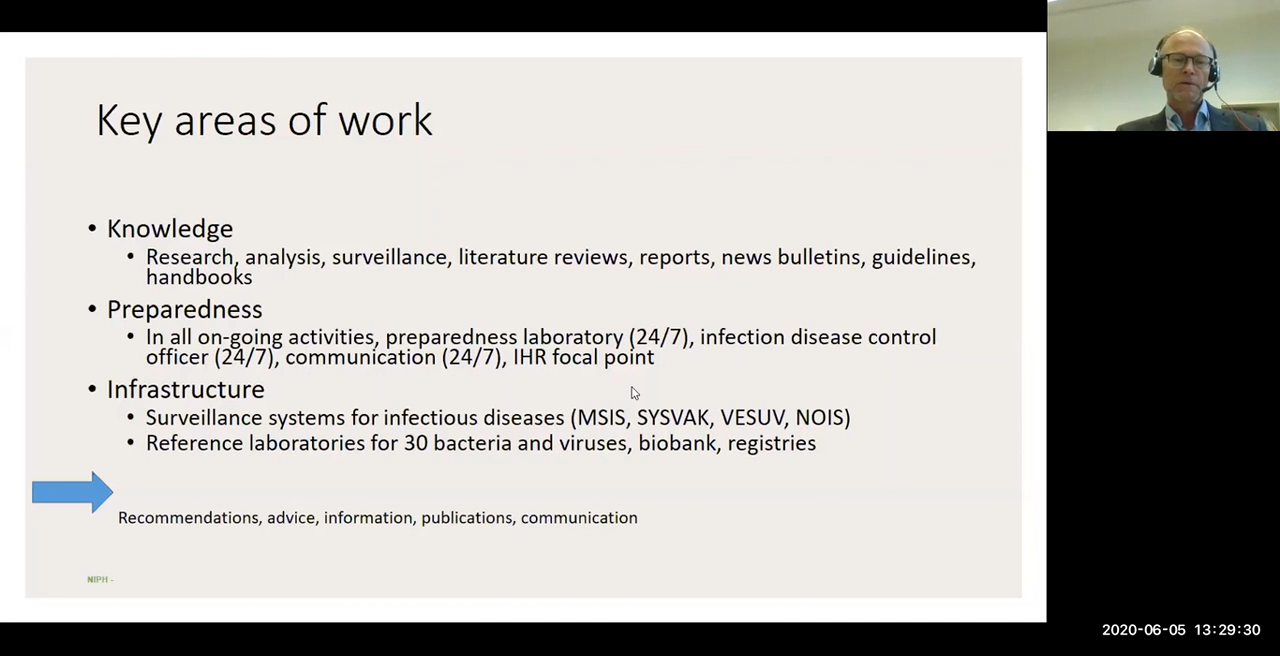 Key areas of work
• Knowledge
• Research, analysis, surveillance, literature reviews, reports, news bulletins, guidelines,
handbooks
• Preparedness
• In all on-going activities, preparedness laboratory (24/7), infection disease control
officer (24/7), communication (24/7), IHR focal point
• Infrastructure
• Surveillance systems for infectious diseases (MSIS, SYSVAK, VESUV, NOIS)
• Reference laboratories for 30 bacteria and viruses, biobank, registries
Recommendations, advice, information, publications, communication
NIPH -
2020-06-05 13:29:30